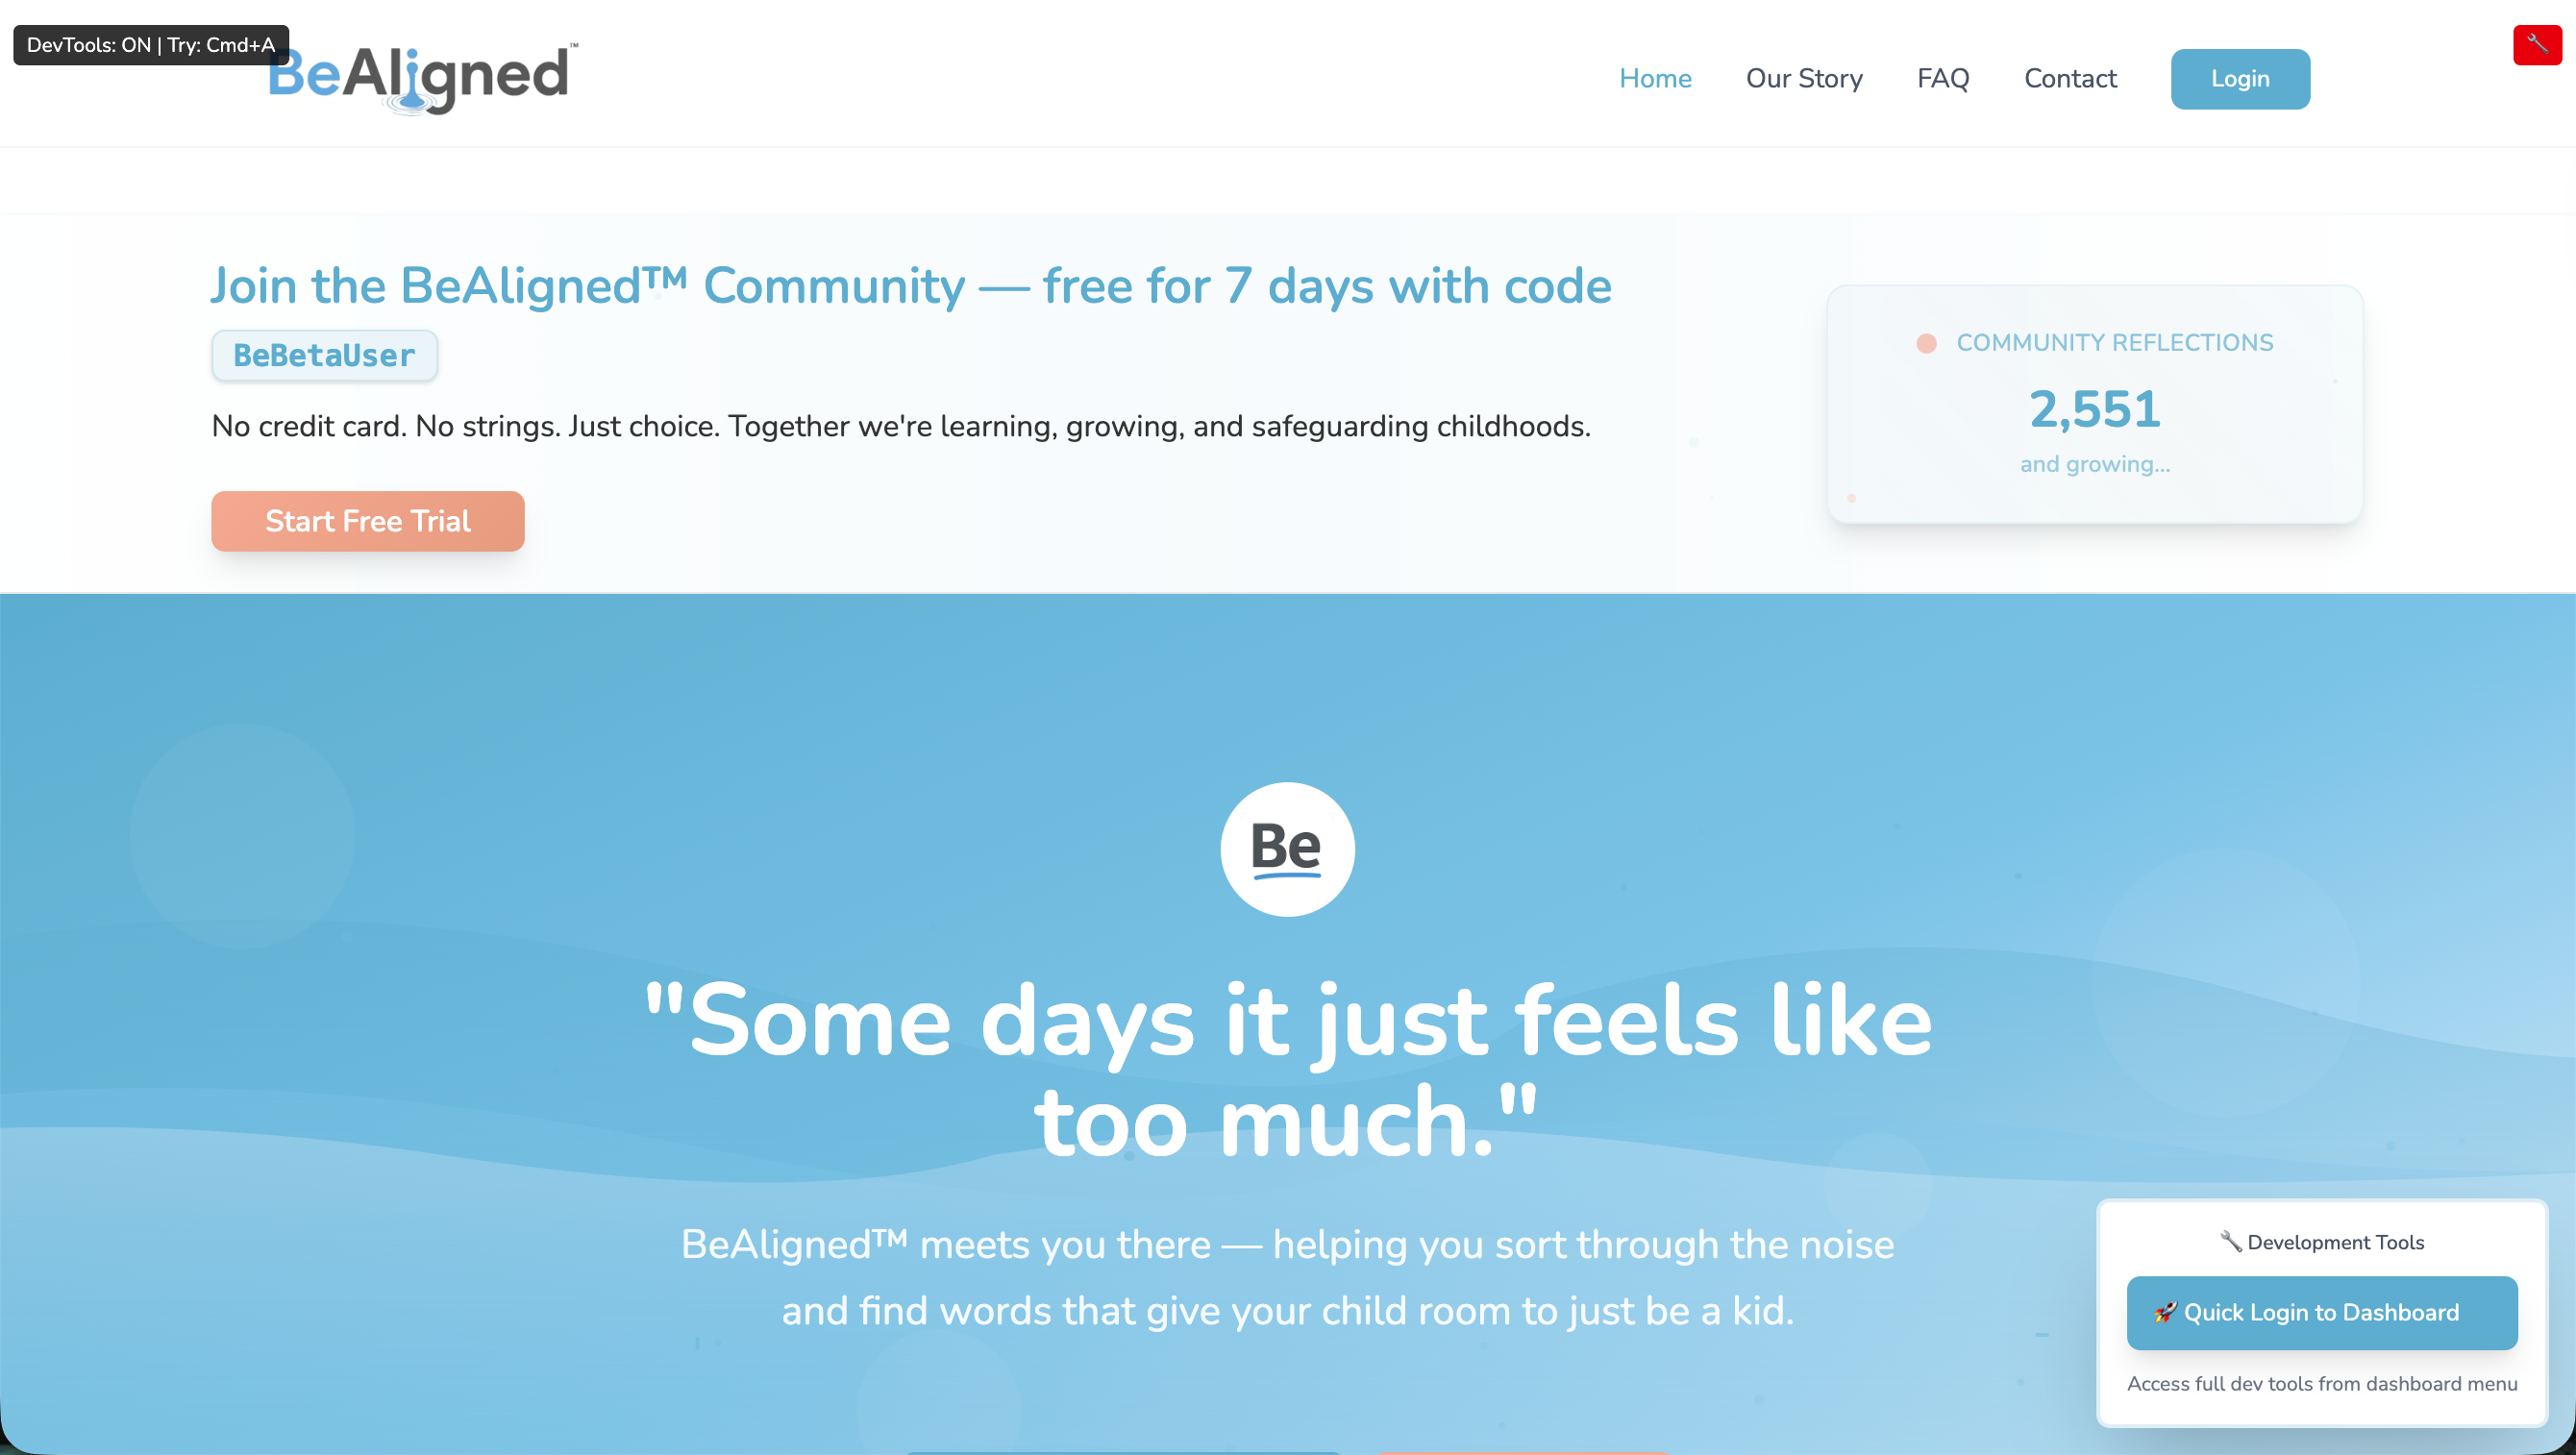 DevTools: ON | Try: Cmd+A
BeAligned™
Home
Our Story
FAQ
Contact
Login
Join the BeAligned™ Community — free for 7 days with code
BeBetaUser
No credit card. No strings. Just choice. Together we're learning, growing, and safeguarding childhoods.
Start Free Trial
COMMUNITY REFLECTIONS
2,551
and growing...
Be
"Some days it just feels like
too much."
BeAligned™ meets you there — helping you sort through the noise
and find words that give your child room to just be a kid.
🔧 Development Tools
🚀 Quick Login to Dashboard
Access full dev tools from dashboard menu